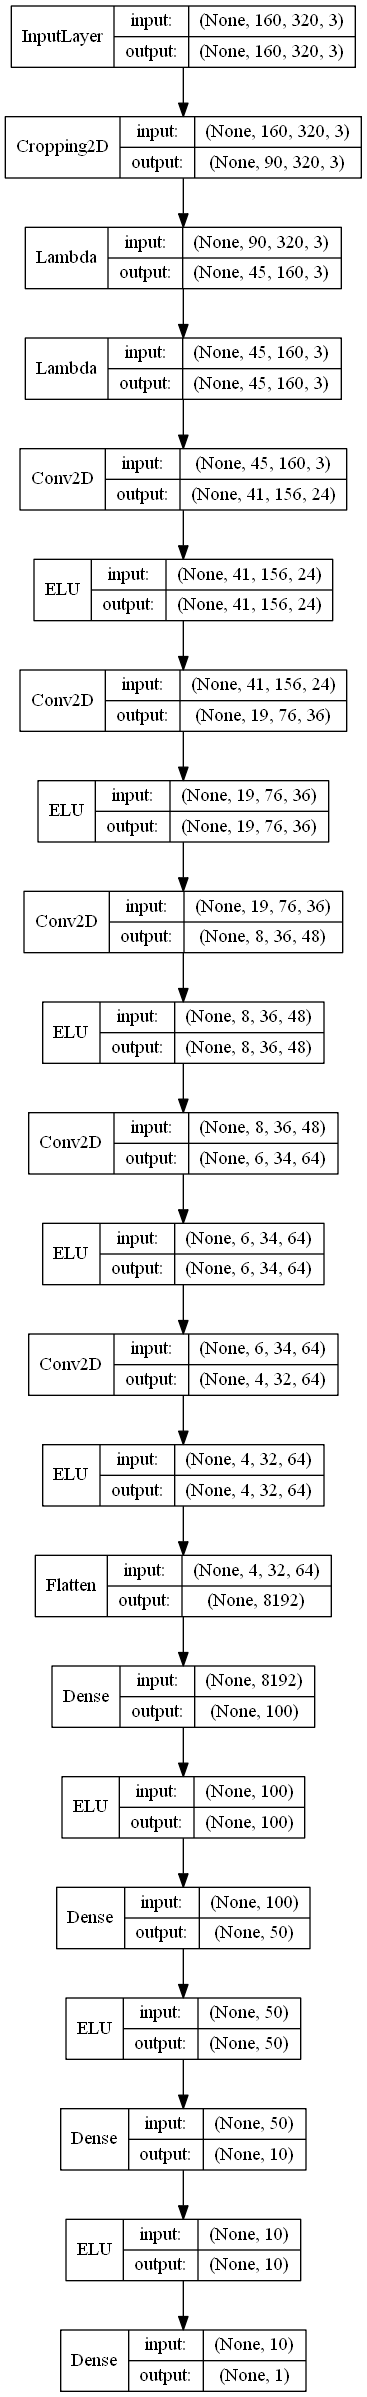 InputLayer input: (None, 160, 320, 3)
output: (None, 160, 320, 3)
Cropping2D input: (None, 160, 320, 3)
output: (None, 90, 320, 3)
Lambda input: (None, 90, 320, 3)
output: (None, 45, 160, 3)
Lambda input: (None, 45, 160, 3)
output: (None, 45, 160, 3)
Conv2D input: (None, 45, 160, 3)
output: (None, 41, 156, 24)
ELU input: (None, 41, 156, 24)
output: (None, 41, 156, 24)
Conv2D input: (None, 41, 156, 24)
output: (None, 19, 76, 36)
ELU input: (None, 19, 76, 36)
output: (None, 19, 76, 36)
Conv2D input: (None, 19, 76, 36)
output: (None, 8, 36, 48)
ELU input: (None, 8, 36, 48)
output: (None, 8, 36, 48)
Conv2D input: (None, 8, 36, 48)
output: (None, 6, 34, 64)
ELU input: (None, 6, 34, 64)
output: (None, 6, 34, 64)
Conv2D input: (None, 6, 34, 64)
output: (None, 4, 32, 64)
ELU input: (None, 4, 32, 64)
output: (None, 4, 32, 64)
Flatten input: (None, 4, 32, 64)
output: (None, 8192)
Dense input: (None, 8192)
output: (None, 100)
ELU input: (None, 100)
output: (None, 100)
Dense input: (None, 100)
output: (None, 50)
ELU input: (None, 50)
output: (None, 50)
Dense input: (None, 50)
output: (None, 10)
ELU input: (None, 10)
output: (None, 10)
Dense input: (None, 10)
output: (None, 1)